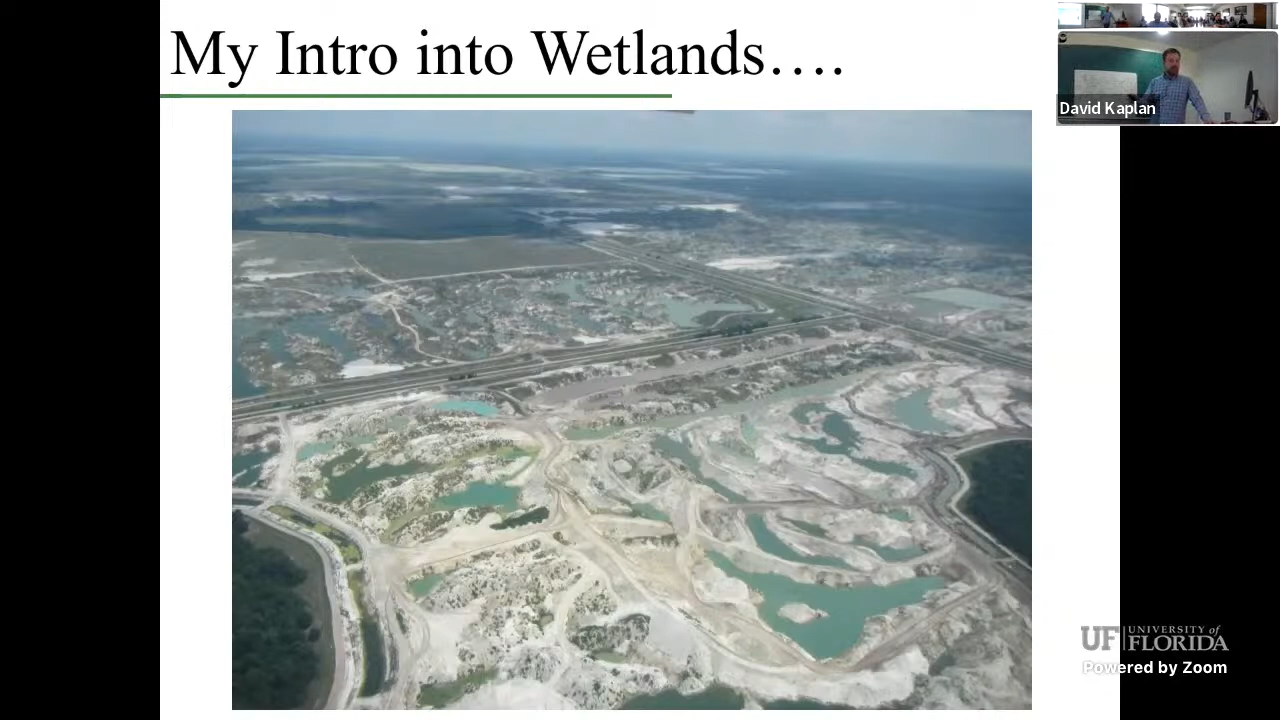 My Intro into Wetlands….
David Kaplan
UF UNIVERSITY of
FLORIDA
Powered by Zoom